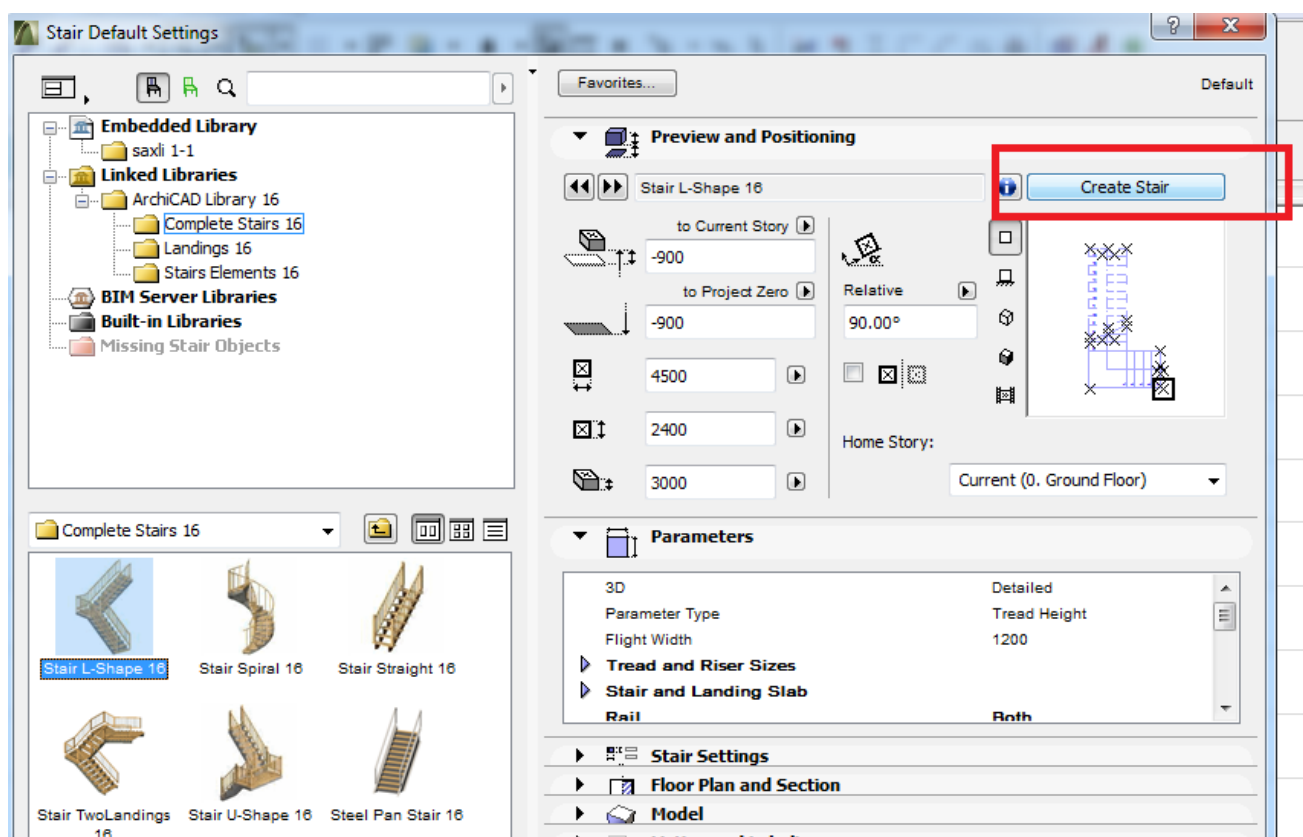 Stair Default Settings
Embedded Library
saxli 1-1
Linked Libraries
ArchiCAD Library 16
Complete Stairs 16
Landings 16
Stairs Elements 16
BIM Server Libraries
Built-in Libraries
Missing Stair Objects
Complete Stairs 16
Stair L-Shape 16
Stair Spiral 16
Stair Straight 16
Stair TwoLandings 16
Stair U-Shape 16
Steel Pan Stair 16
Favorites...
Default
Preview and Positioning
Stair L-Shape 16
Create Stair
to Current Story
-900
to Project Zero
-900
4500
2400
3000
Relative
90.00°
Home Story:
Current (0. Ground Floor)
Parameters
3D Detailed
Parameter Type Tread Height
Flight Width 1200
Tread and Riser Sizes
Stair and Landing Slab
Rail Both
Stair Settings
Floor Plan and Section
Model